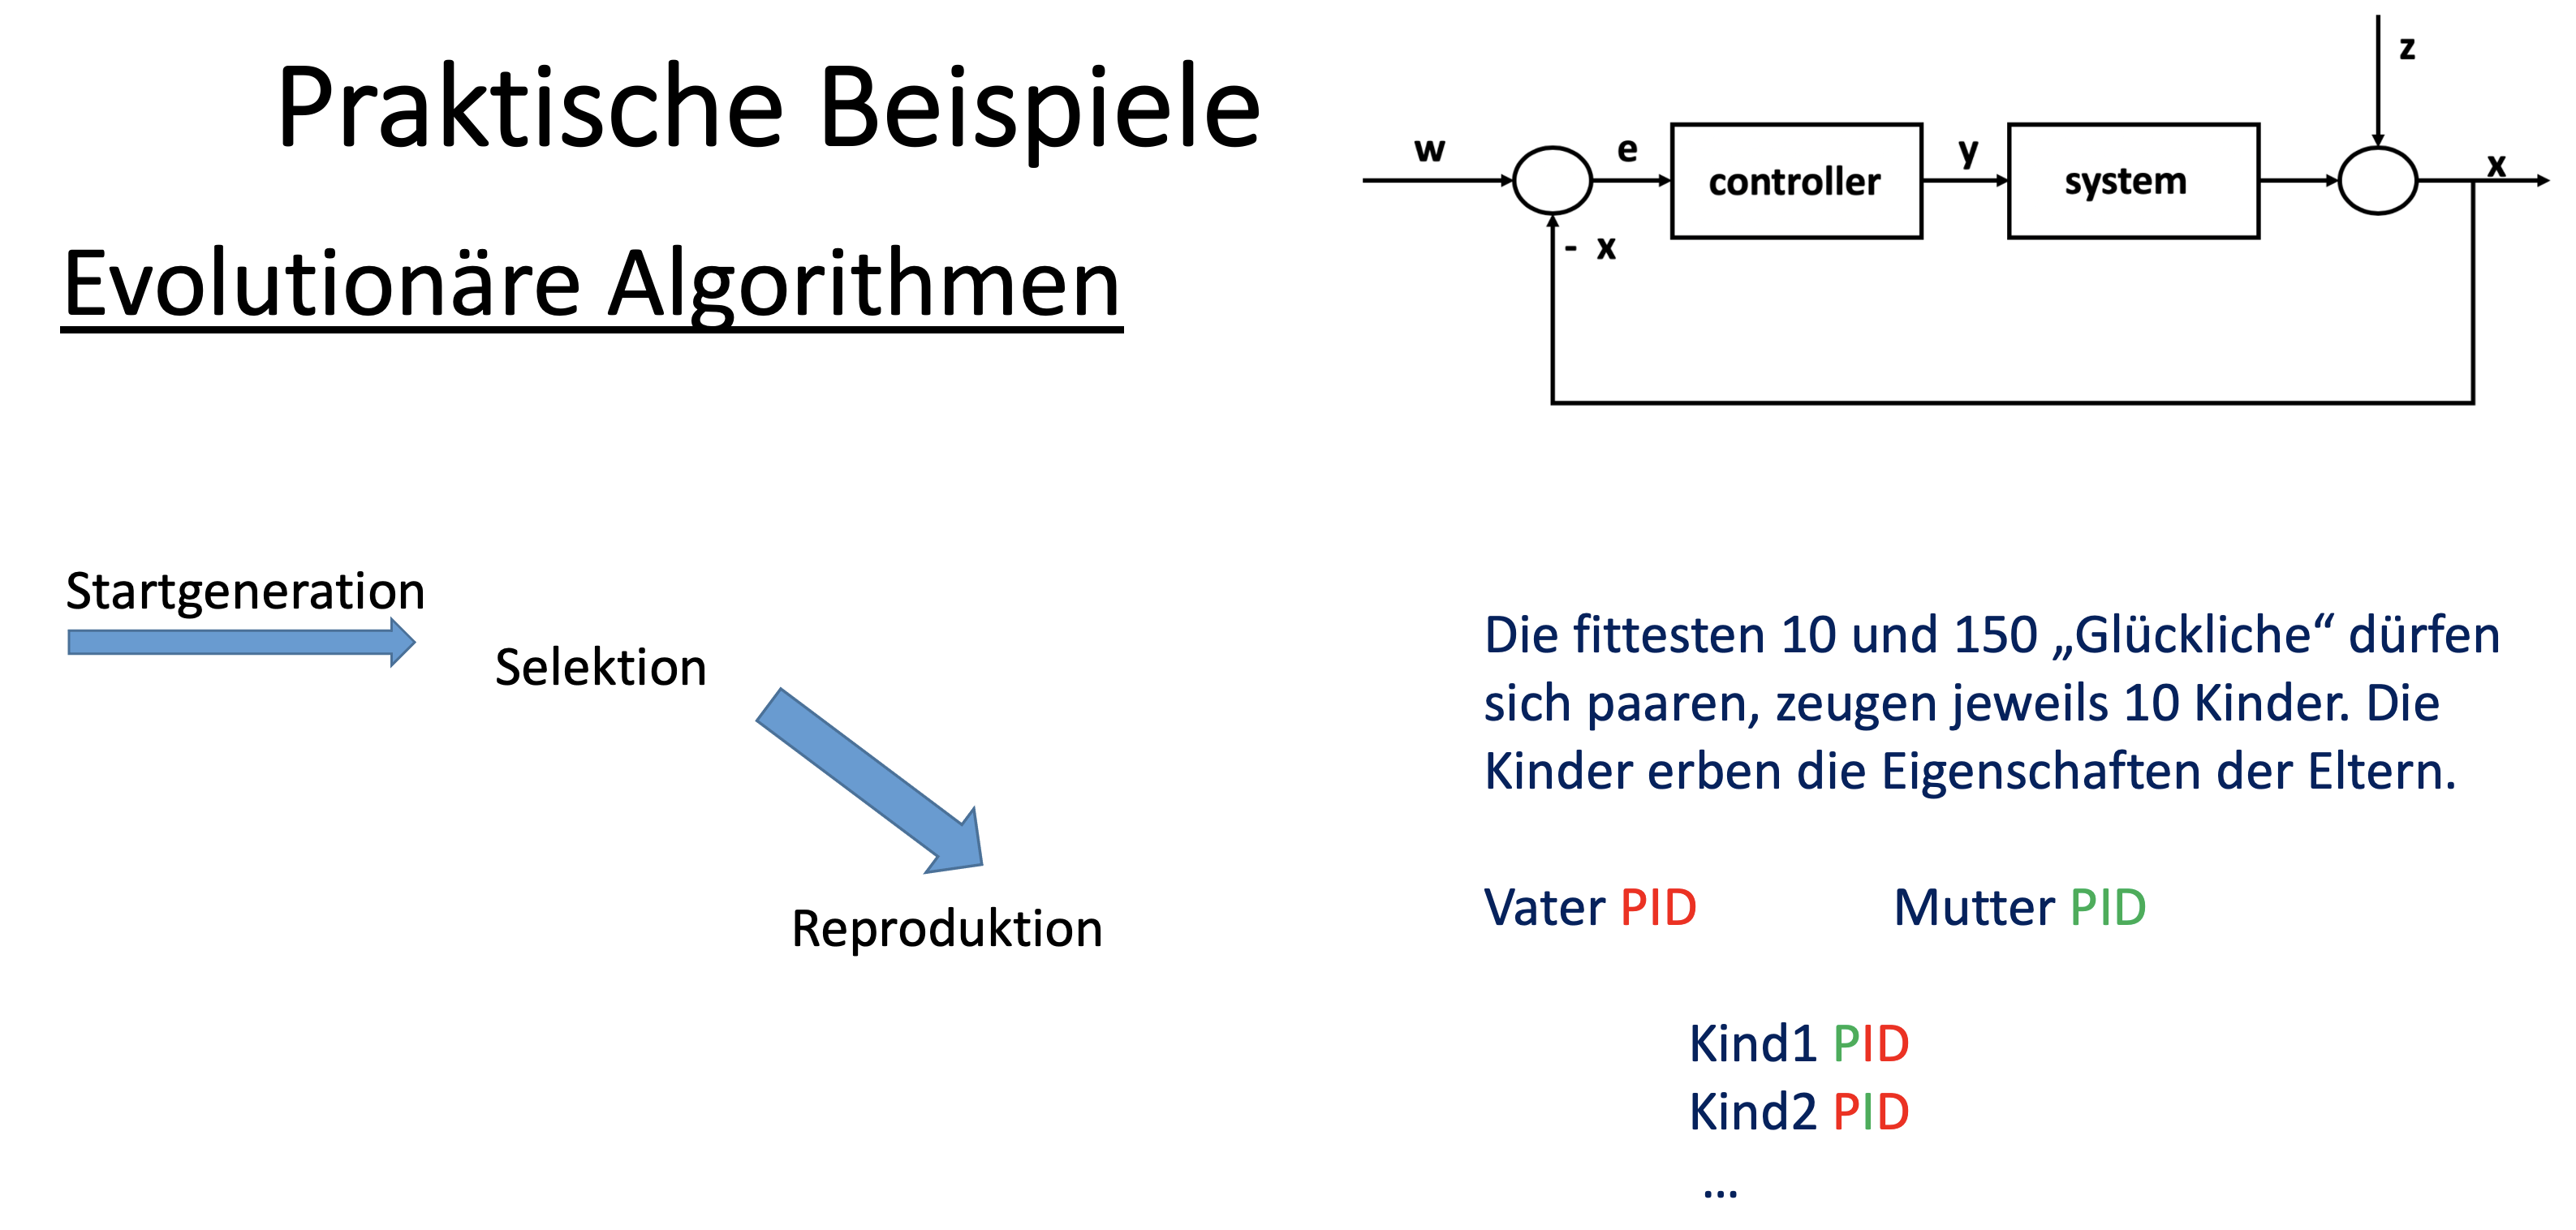 Praktische Beispiele
Evolutionäre Algorithmen
z
w
e
controller
y
system
x
- x
Startgeneration
Selektion
Reproduktion
Die fittesten 10 und 150 „Glückliche“ dürfen
sich paaren, zeugen jeweils 10 Kinder. Die
Kinder erben die Eigenschaften der Eltern.
Vater PID Mutter PID
Kind1 PID
Kind2 PID
...